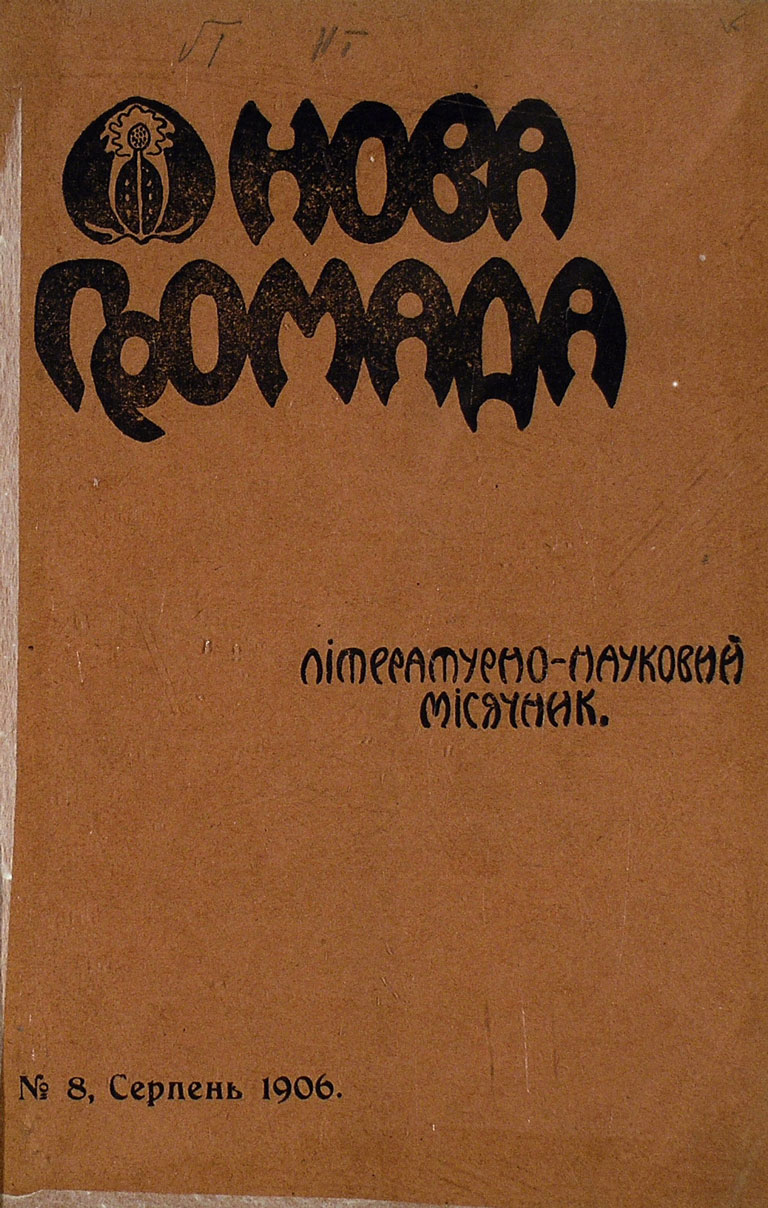 НОВА
ГРОМАДА
літературно-науковий
місячник.
№ 8, Серпень 1906.